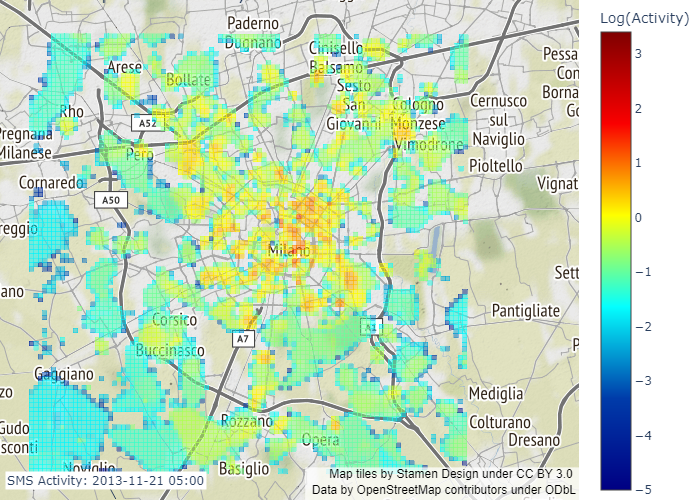 Log(Activity)
Paderno
Dugnano
Cinisello
Balsamo
Arese
Bollate
Sesto
San
Giovanni
Cologno
Monzese
Cernusco
sul
Naviglio
Rho
A52
Pero
Vimodrone
Pioltello
Pregnana
Milanese
Cornaredo
A50
Vignat
Pessa
Con
Borna
Go
reggio
Milano
Sett
ano
Corsico
A7
A1
Pantigliate
Buccinasco
P
Gaggiano
zo
Mediglia
Gudo
sconti
Rozzano
Opera
Colturano
Dresano
Noviglio
Basiglio
SMS Activity: 2013-11-21 05:00
Map tiles by Stamen Design under CC BY 3.0
Data by OpenStreetMap contributors under ODbL
3
2
1
0
−1
−2
−3
−4
−5